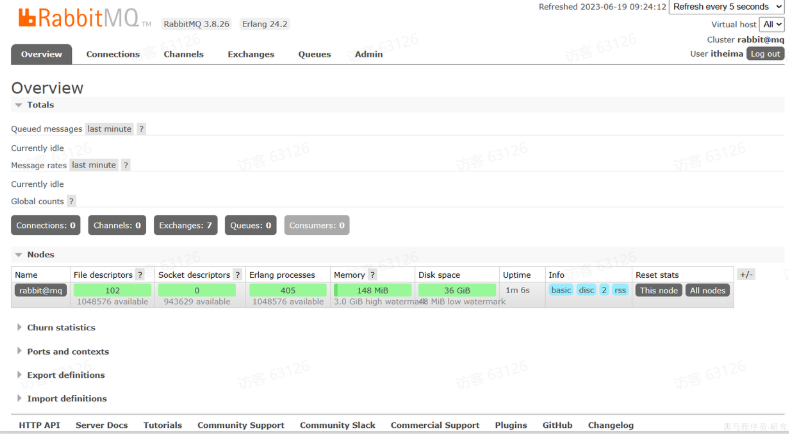 Refreshed 2023-06-19 09:24:12 Refresh every 5 seconds
RabbitMQ TM RabbitMQ 3.8.26 Erlang 24.2
Virtual host All
Cluster rabbit@mq
User itheima Log out
Overview Connections Channels Exchanges Queues Admin
Overview
Totals
Queued messages last minute ?
Currently idle
Message rates last minute ?
Currently idle
Global counts ?
Connections: 0 Channels: 0 Exchanges: 7 Queues: 0 Consumers: 0
Nodes
Name File descriptors ? Socket descriptors ? Erlang processes Memory ? Disk space Uptime Info Reset stats +/-
rabbit@mq 102 0 405 148 MiB 36 GiB 1m 6s basic disc 2 rss This node All nodes
1048576 available 943629 available 1048576 available 3.0 GiB high watermark 48 MiB low watermark
Churn statistics
Ports and contexts
Export definitions
Import definitions
HTTP API Server Docs Tutorials Community Support Community Slack Commercial Support Plugins GitHub Changelog
访客 63126